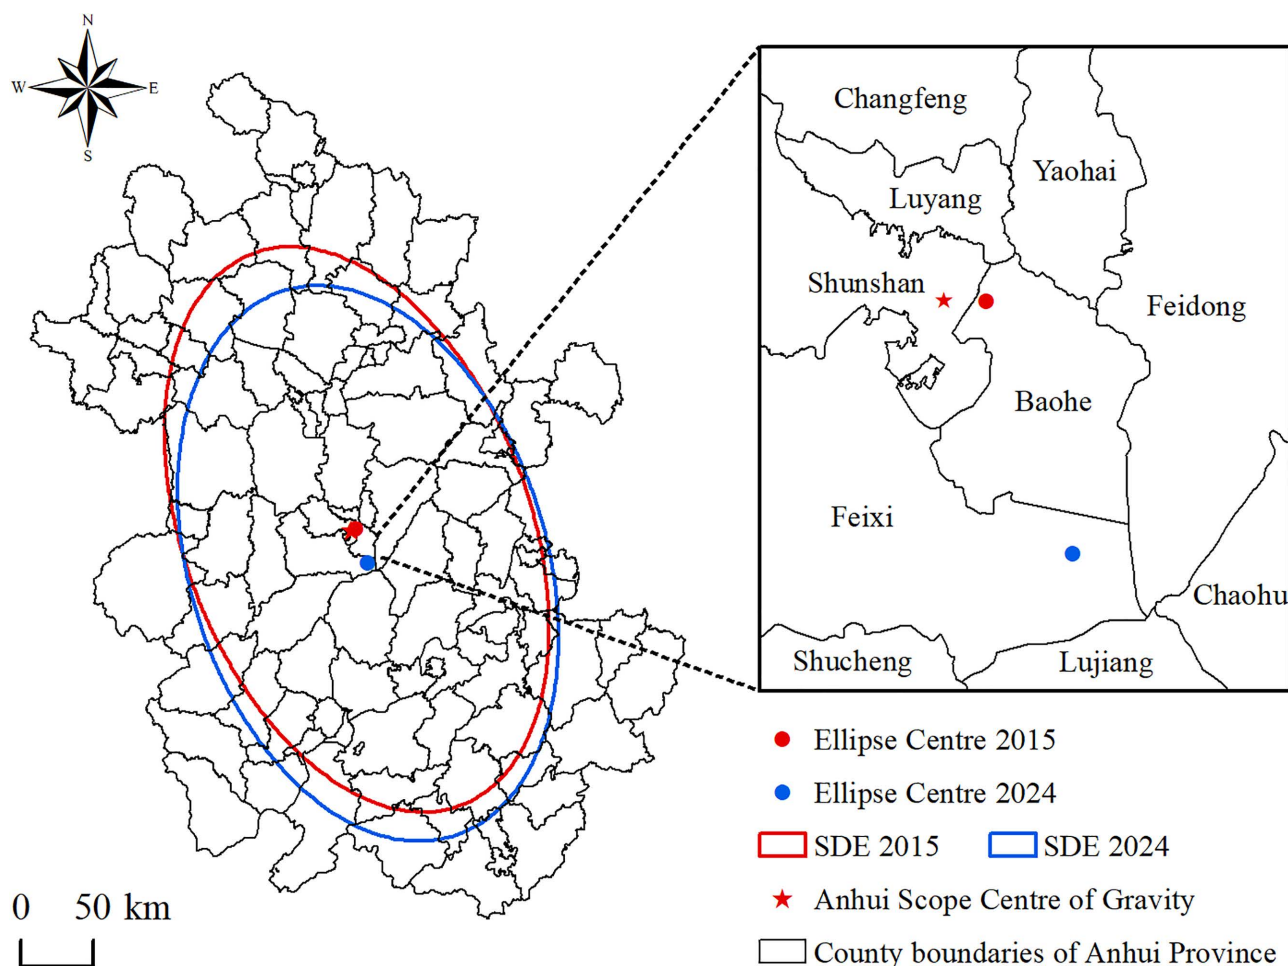 N
W
E
S
Changfeng
Yaohai
Luyang
Shunshan
Feidong
Baohe
Feixi
Chaohu
Shucheng
Lujiang
Ellipse Centre 2015
Ellipse Centre 2024
SDE 2015
SDE 2024
Anhui Scope Centre of Gravity
County boundaries of Anhui Province
0 50 km